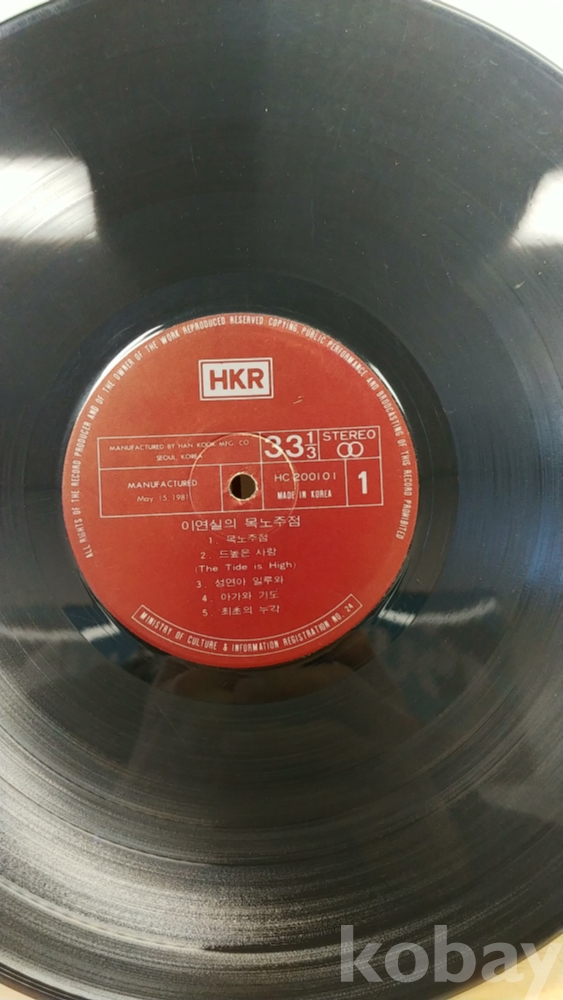 ALL RIGHTS OF THE RECORD PRODUCER AND OF THE OWNER OF THE WORK REPRODUCED RESERVED COPYING, PUBLIC PERFORMANCE AND BROADCASTING OF THIS RECORD PROHIBITED
HKR
MANUFACTURED BY HAN KOOK MFG. CO
SEOUL, KOREA
33 1/3
STEREO
MANUFACTURED
May 15 1981
HC 200101
MADE IN KOREA
1
이연실의 목노주점
1. 목노주점
2. 드높은 사랑
(The Tide is High)
3. 성연아 일루와
4. 아가와 기도
5. 최초의 누각
MINISTRY OF CULTURE & INFORMATION REGISTRATION NO. 24
kobay